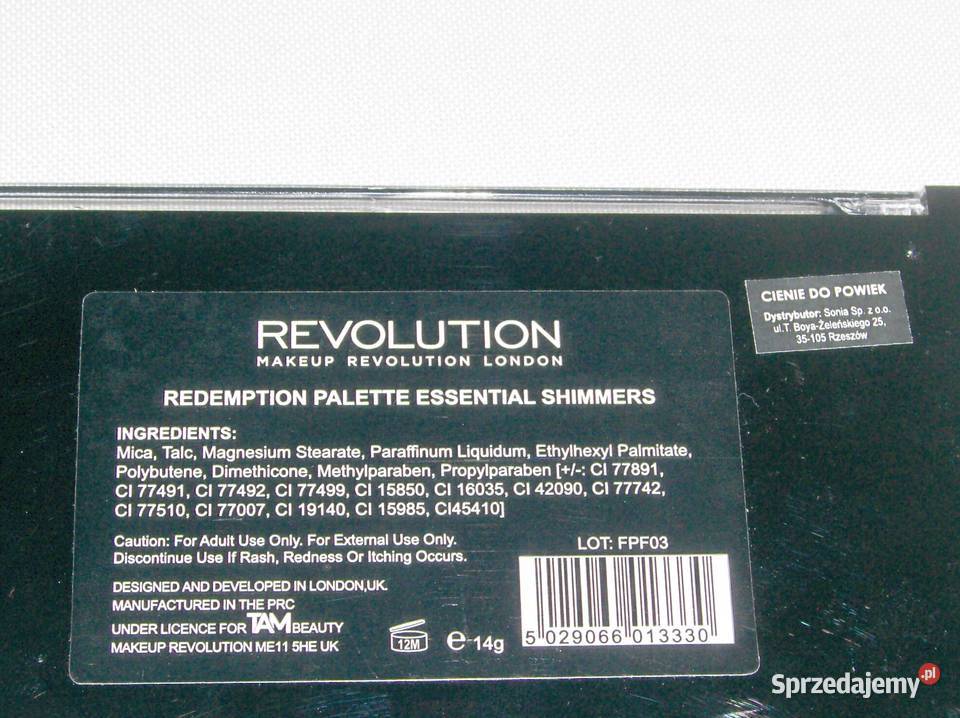 REVOLUTION
MAKEUP REVOLUTION LONDON
REDEMPTION PALETTE ESSENTIAL SHIMMERS
INGREDIENTS:
Mica, Talc, Magnesium Stearate, Paraffinum Liquidum, Ethylhexyl Palmitate,
Polybutene, Dimethicone, Methylparaben, Propylparaben [+/-: CI 77891,
CI 77491, CI 77492, CI 77499, CI 15850, CI 16035, CI 42090, CI 77742,
CI 77510, CI 77007, CI 19140, CI 15985, CI45410]
Caution: For Adult Use Only. For External Use Only.
Discontinue Use If Rash, Redness Or Itching Occurs.
DESIGNED AND DEVELOPED IN LONDON,UK.
MANUFACTURED IN THE PRC
UNDER LICENCE FOR TAM BEAUTY
MAKEUP REVOLUTION ME11 5HE UK
12M
e-14g
LOT: FPF03
5 029066 013330
CIENIE DO POWIEK
Dystrybutor: Sonia Sp. z o.o.
ul.T. Boya-Żeleńskiego 25,
35-105 Rzeszów
Sprzedajemy.pl